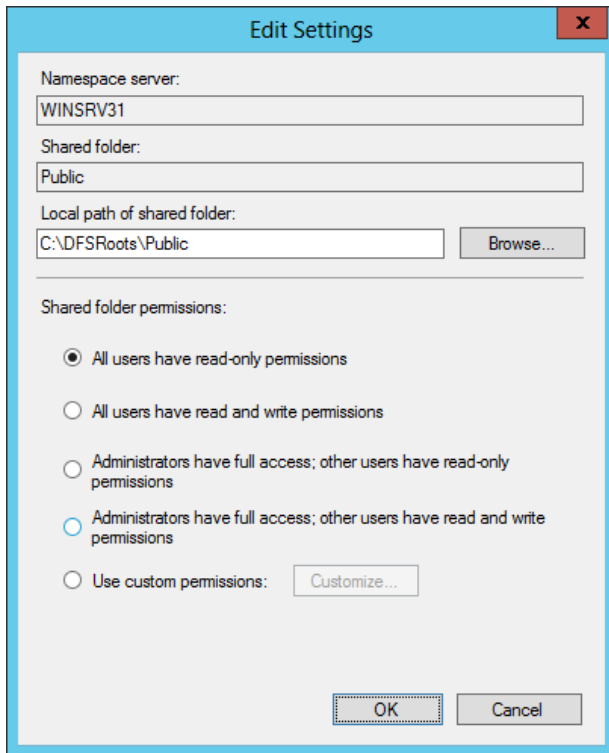 Edit Settings
x
Namespace server:
WINSRV31
Shared folder:
Public
Local path of shared folder:
C:\DFSRoots\Public
Browse...
Shared folder permissions:
All users have read-only permissions
All users have read and write permissions
Administrators have full access; other users have read-only
permissions
Administrators have full access; other users have read and write
permissions
Use custom permissions:
Customize...
OK
Cancel